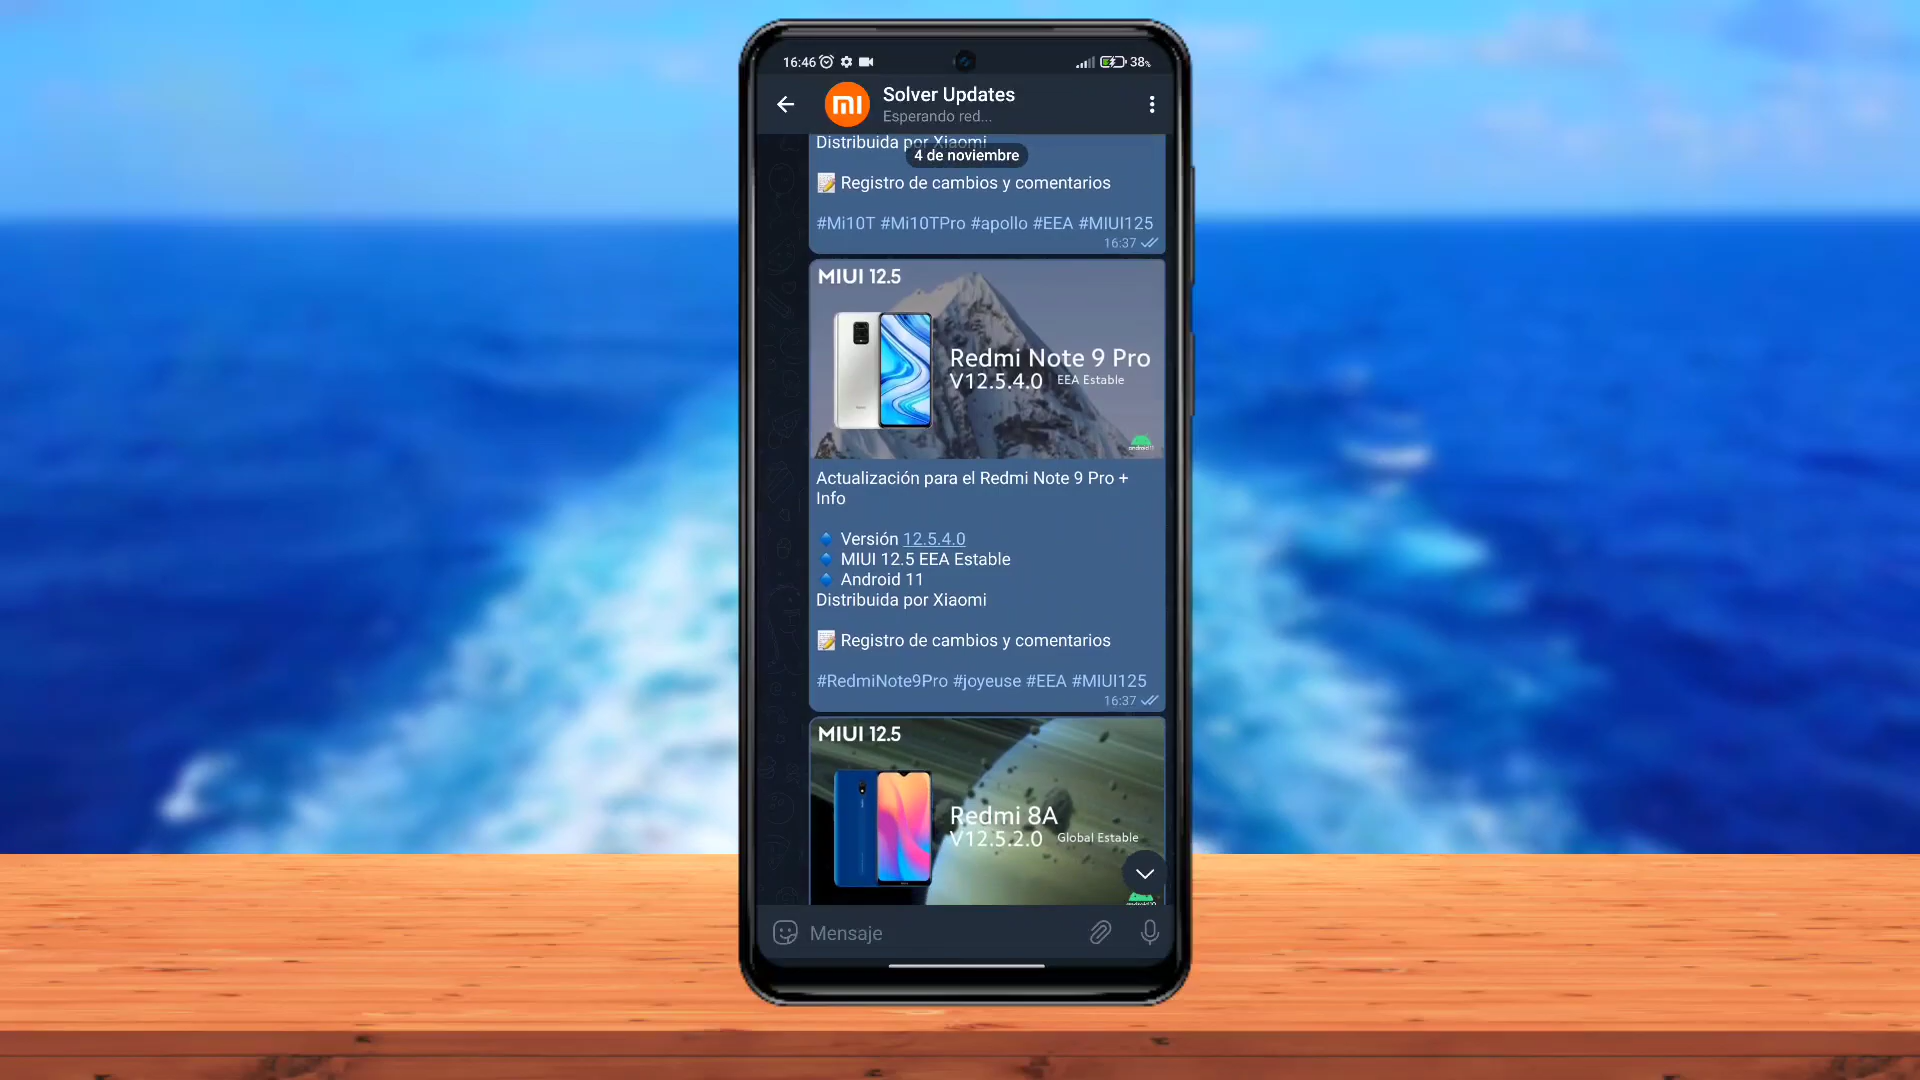 16:46
38%
mi
Solver Updates
Esperando red...
Distribuida por Xiaomi
4 de noviembre
Registro de cambios y comentarios
#Mi10T #Mi10TPro #apollo #EEA #MIUI125
16:37
MIUI 12.5
Redmi Note 9 Pro
V12.5.4.0 EEA Estable
android 11
Actualización para el Redmi Note 9 Pro +
Info
Versión 12.5.4.0
MIUI 12.5 EEA Estable
Android 11
Distribuida por Xiaomi
Registro de cambios y comentarios
#RedmiNote9Pro #joyeuse #EEA #MIUI125
16:37
MIUI 12.5
Redmi 8A
V12.5.2.0 Global Estable
android10
Mensaje